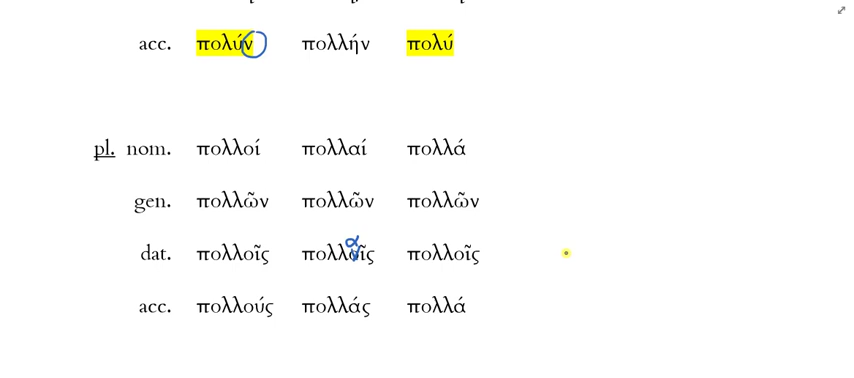 acc. πολύν πολλήν πολύ
pl. nom. πολλοί πολλαί πολλά
gen. πολλῶν πολλῶν πολλῶν
α
dat. πολλοῖς πολλοῖς πολλοῖς
acc. πολλούς πολλάς πολλά